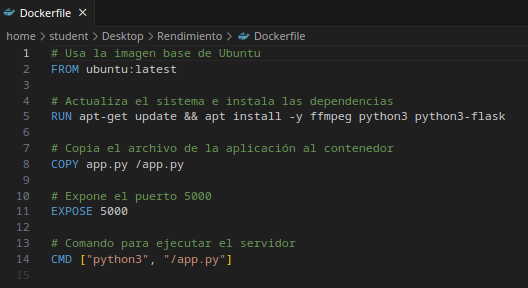 Dockerfile ×
home > student > Desktop > Rendimiento > Dockerfile
1 # Usa la imagen base de Ubuntu
2 FROM ubuntu:latest
3
4 # Actualiza el sistema e instala las dependencias
5 RUN apt-get update && apt install -y ffmpeg python3 python3-flask
6
7 # Copia el archivo de la aplicación al contenedor
8 COPY app.py /app.py
9
10 # Expone el puerto 5000
11 EXPOSE 5000
12
13 # Comando para ejecutar el servidor
14 CMD ["python3", "/app.py"]
15